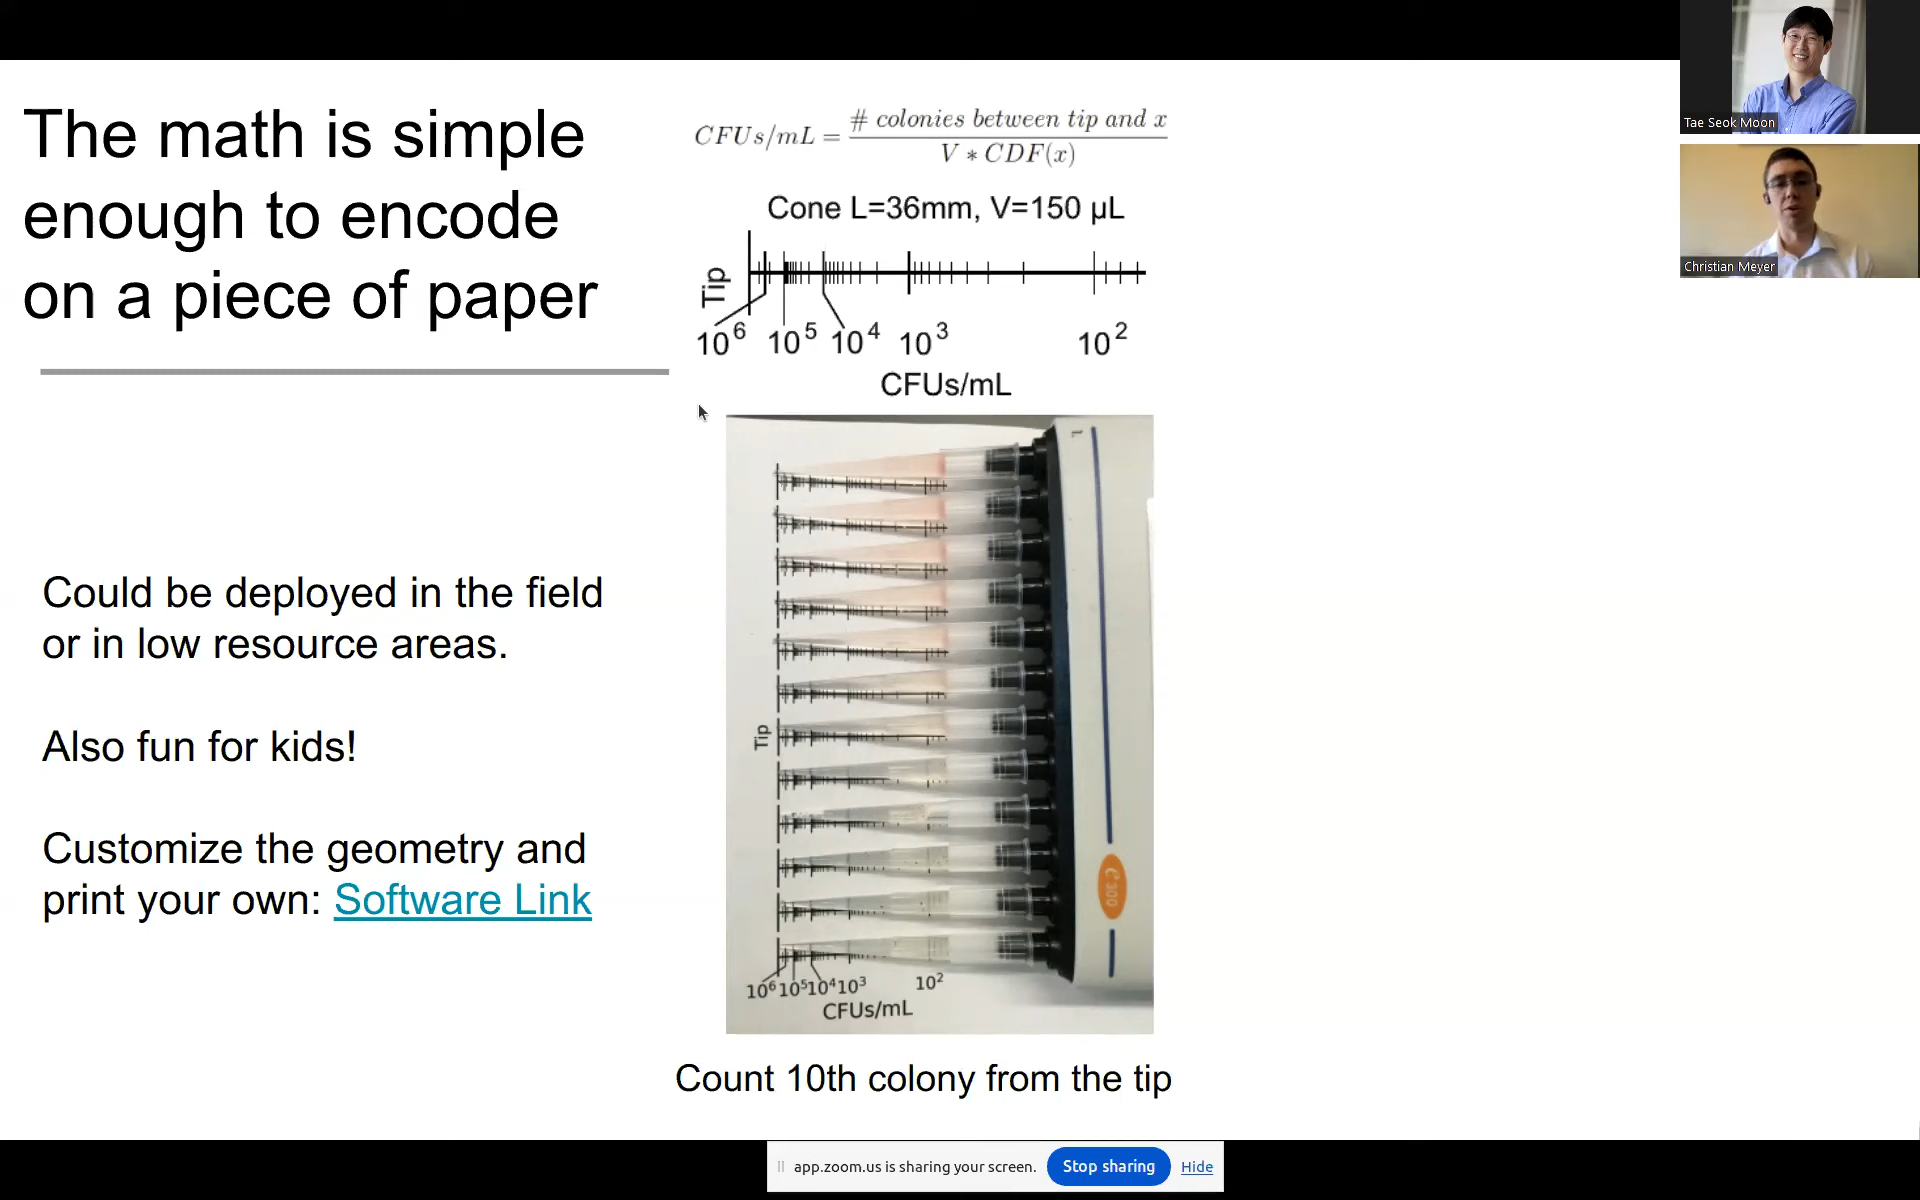 The math is simple
enough to encode
on a piece of paper
Could be deployed in the field
or in low resource areas.
Also fun for kids!
Customize the geometry and
print your own: Software Link
CFUs/mL = # colonies between tip and x / V * CDF(x)
Cone L=36mm, V=150 µL
Tip
10^6 10^5 10^4 10^3 10^2
CFUs/mL
Tip
10^6 10^5 10^4 10^3 10^2
CFUs/mL
300
Count 10th colony from the tip
Tae Seok Moon
Christian Meyer
app.zoom.us is sharing your screen. Stop sharing Hide